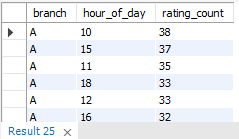 branch hour_of_day rating_count
A 10 38
A 15 37
A 11 35
A 18 33
A 12 33
A 16 32
Result 25 ×